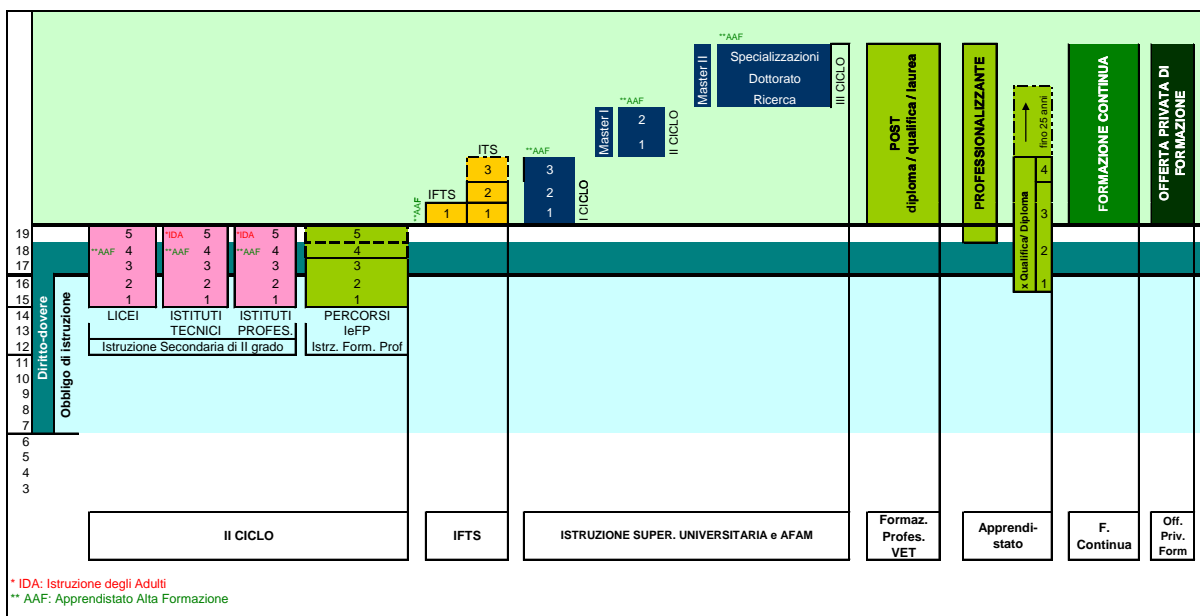 **AAF
Master II
Specializzazioni
Dottorato
Ricerca
III CICLO
**AAF
Master I
2
1
II CICLO
ITS
3
2
1
IFTS
1
**AAF
**AAF
3
2
1
I CICLO
POST
diploma / qualifica / laurea
PROFESSIONALIZZANTE
fino 25 anni
x Qualifica/ Diploma
4
3
2
1
FORMAZIONE CONTINUA
OFFERTA PRIVATA DI
FORMAZIONE
19
18
17
16
15
14
13
12
11
10
9
8
7
6
5
4
3
Diritto-dovere
Obbligo di istruzione
5
**AAF 4
3
2
1
LICEI
*IDA 5
**AAF 4
3
2
1
ISTITUTI
TECNICI
*IDA 5
**AAF 4
3
2
1
ISTITUTI
PROFES.
Istruzione Secondaria di II grado
5
4
3
2
1
PERCORSI
IeFP
Istrz. Form. Prof
II CICLO
IFTS
ISTRUZIONE SUPER. UNIVERSITARIA e AFAM
Formaz.
Profes.
VET
Apprendi-
stato
F.
Continua
Off.
Priv.
Form
* IDA: Istruzione degli Adulti
** AAF: Apprendistato Alta Formazione